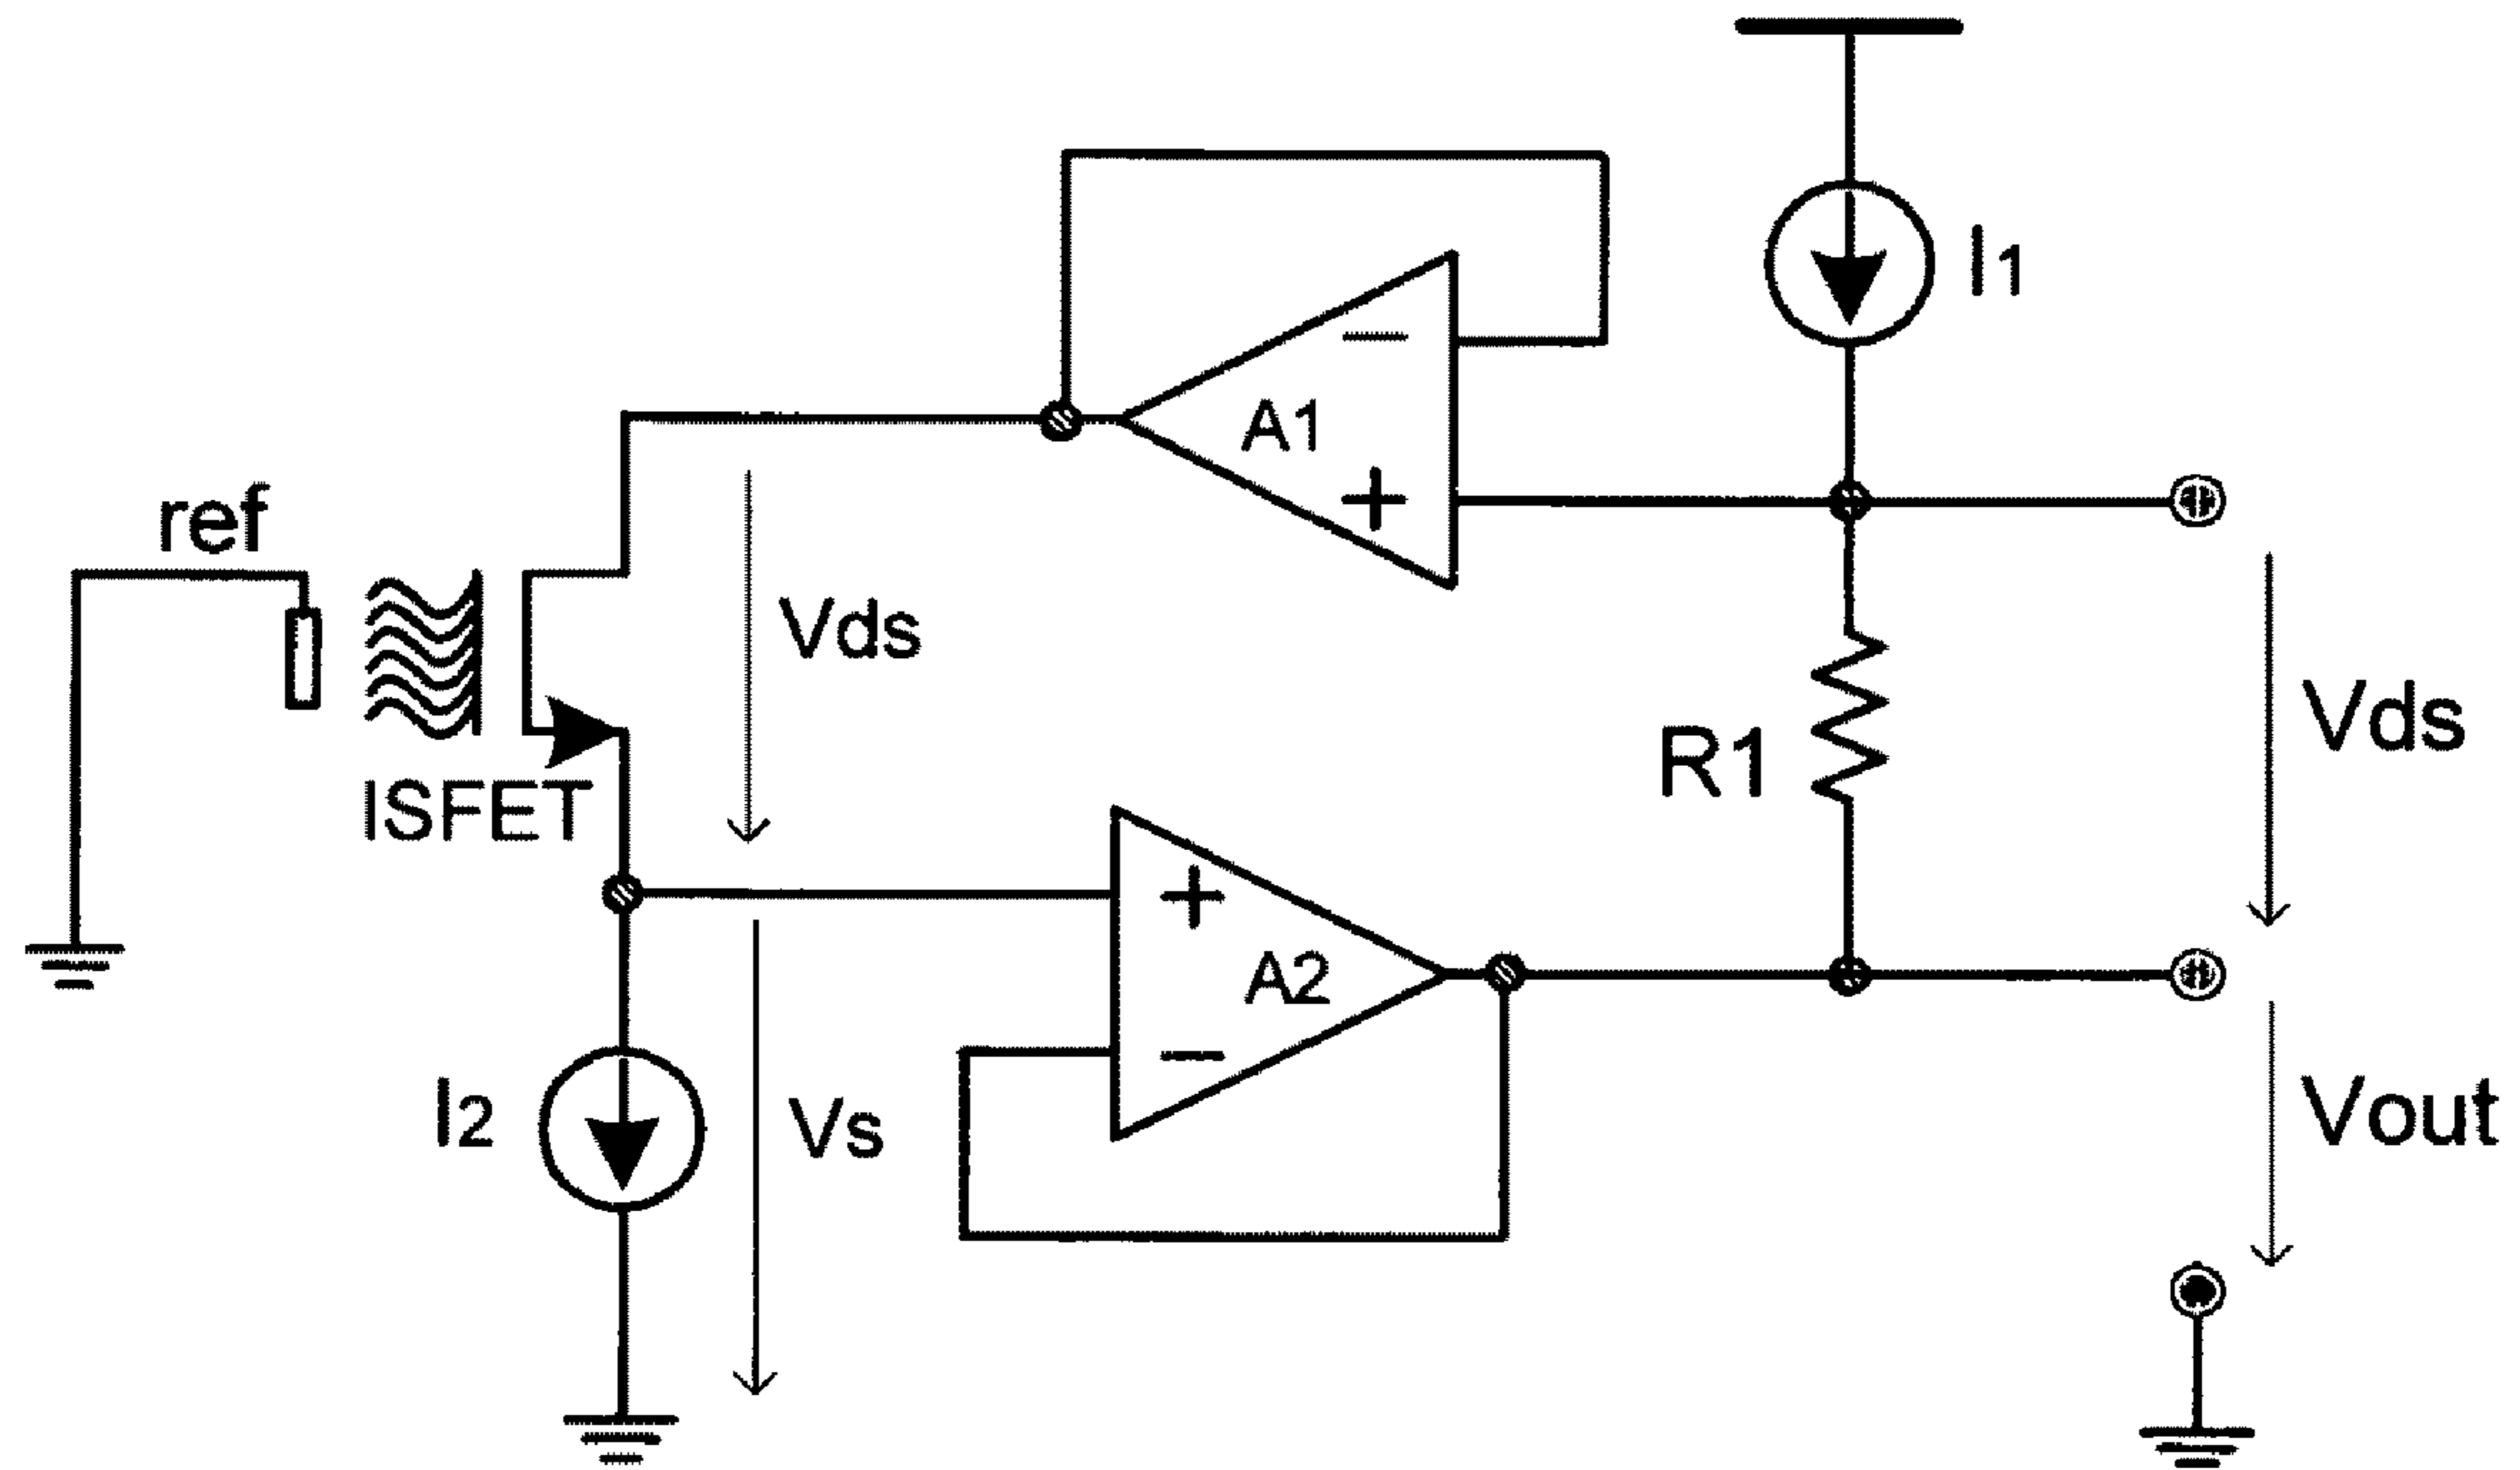 I1
−
A1
+
ref
Vds
Vds
R1
ISFET
+
A2
−
I2
Vs
Vout